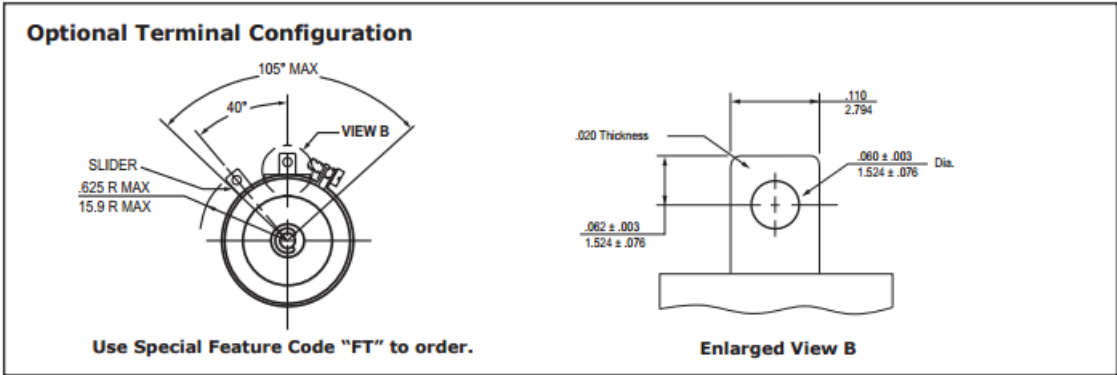 Optional Terminal Configuration
105° MAX
40°
VIEW B
SLIDER
.625 R MAX
15.9 R MAX
Use Special Feature Code “FT” to order.
.110
2.794
.020 Thickness
.060 ± .003
1.524 ± .076
Dia.
.062 ± .003
1.524 ± .076
Enlarged View B